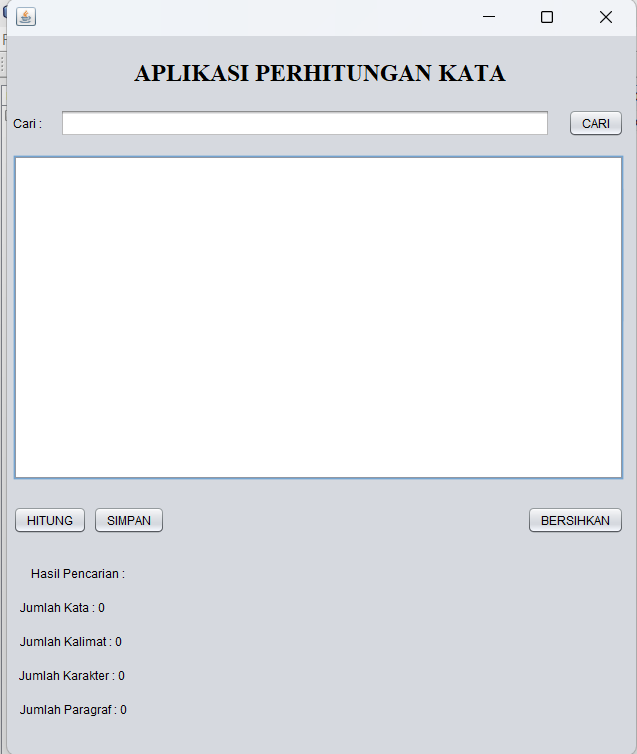 APLIKASI PERHITUNGAN KATA
Cari : CARI
HITUNG SIMPAN BERSIHKAN
Hasil Pencarian :
Jumlah Kata : 0
Jumlah Kalimat : 0
Jumlah Karakter : 0
Jumlah Paragraf : 0